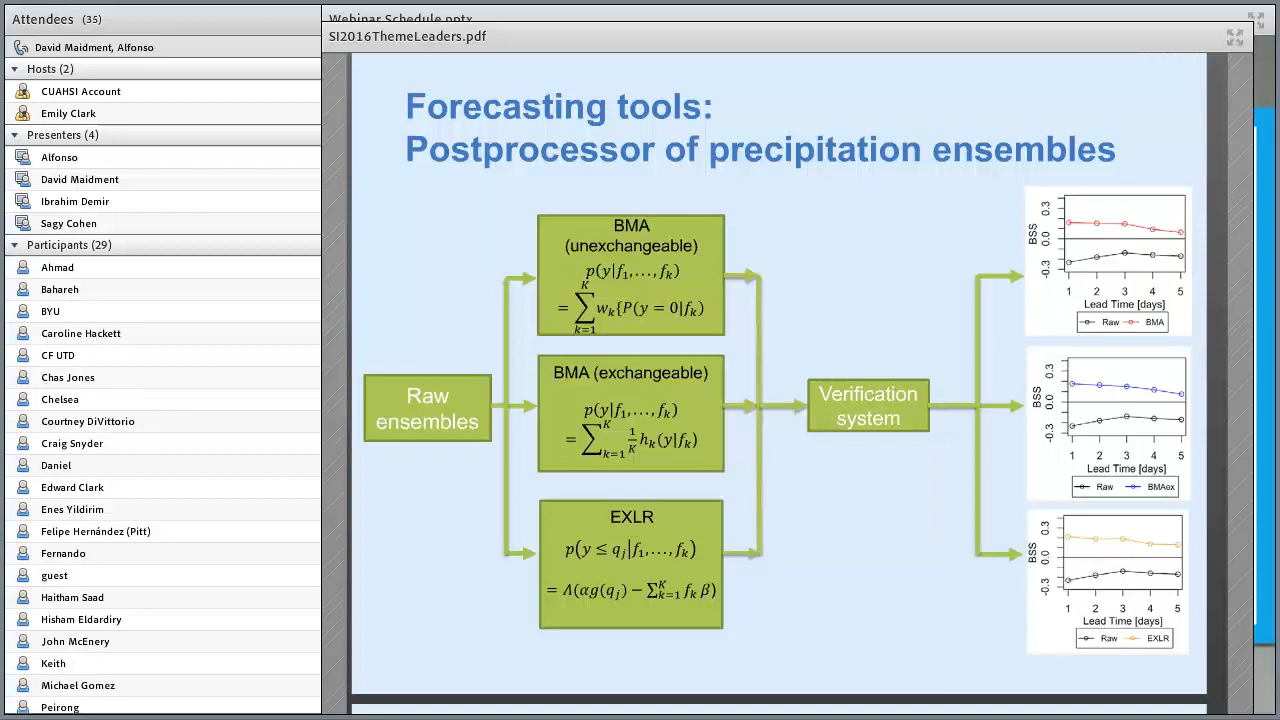 Attendees (35)
David Maidment, Alfonso
Hosts (2)
CUAHSI Account
Emily Clark
Presenters (4)
Alfonso
David Maidment
Ibrahim Demir
Sagy Cohen
Participants (29)
Ahmad
Bahareh
BYU
Caroline Hackett
CF UTD
Chas Jones
Chelsea
Courtney DiVittorio
Craig Snyder
Daniel
Edward Clark
Enes Yildirim
Felipe Hernández (Pitt)
Fernando
guest
Haitham Saad
Hisham Eldardiry
John McEnery
Keith
Michael Gomez
Peirong
Webinar Schedule.pptx
SI2016ThemeLeaders.pdf
Forecasting tools:
Postprocessor of precipitation ensembles
Raw
ensembles
BMA
(unexchangeable)
p(y|f₁,…,fₖ)
= ∑ₖ₌₁ᴷ wₖ{P(y = 0|fₖ)
BMA (exchangeable)
p(y|f₁,…,fₖ)
= ∑ₖ₌₁ᴷ 1/K hₖ(y|fₖ)
EXLR
p(y ≤ qⱼ|f₁,…,fₖ)
= Λ(αg(qⱼ) − ∑ₖ₌₁ᴷ fₖ β)
Verification
system
BSS
0.3
0.0
-0.3
1 2 3 4 5
Lead Time [days]
Raw BMA
BSS
0.3
0.0
-0.3
1 2 3 4 5
Lead Time [days]
Raw BMAex
BSS
0.3
0.0
-0.3
1 2 3 4 5
Lead Time [days]
Raw EXLR